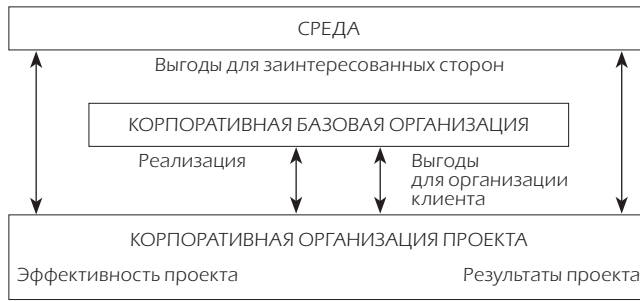 СРЕДА
Выгоды для заинтересованных сторон
КОРПОРАТИВНАЯ БАЗОВАЯ ОРГАНИЗАЦИЯ
Реализация
Выгоды
для организации
клиента
КОРПОРАТИВНАЯ ОРГАНИЗАЦИЯ ПРОЕКТА
Эффективность проекта
Результаты проекта